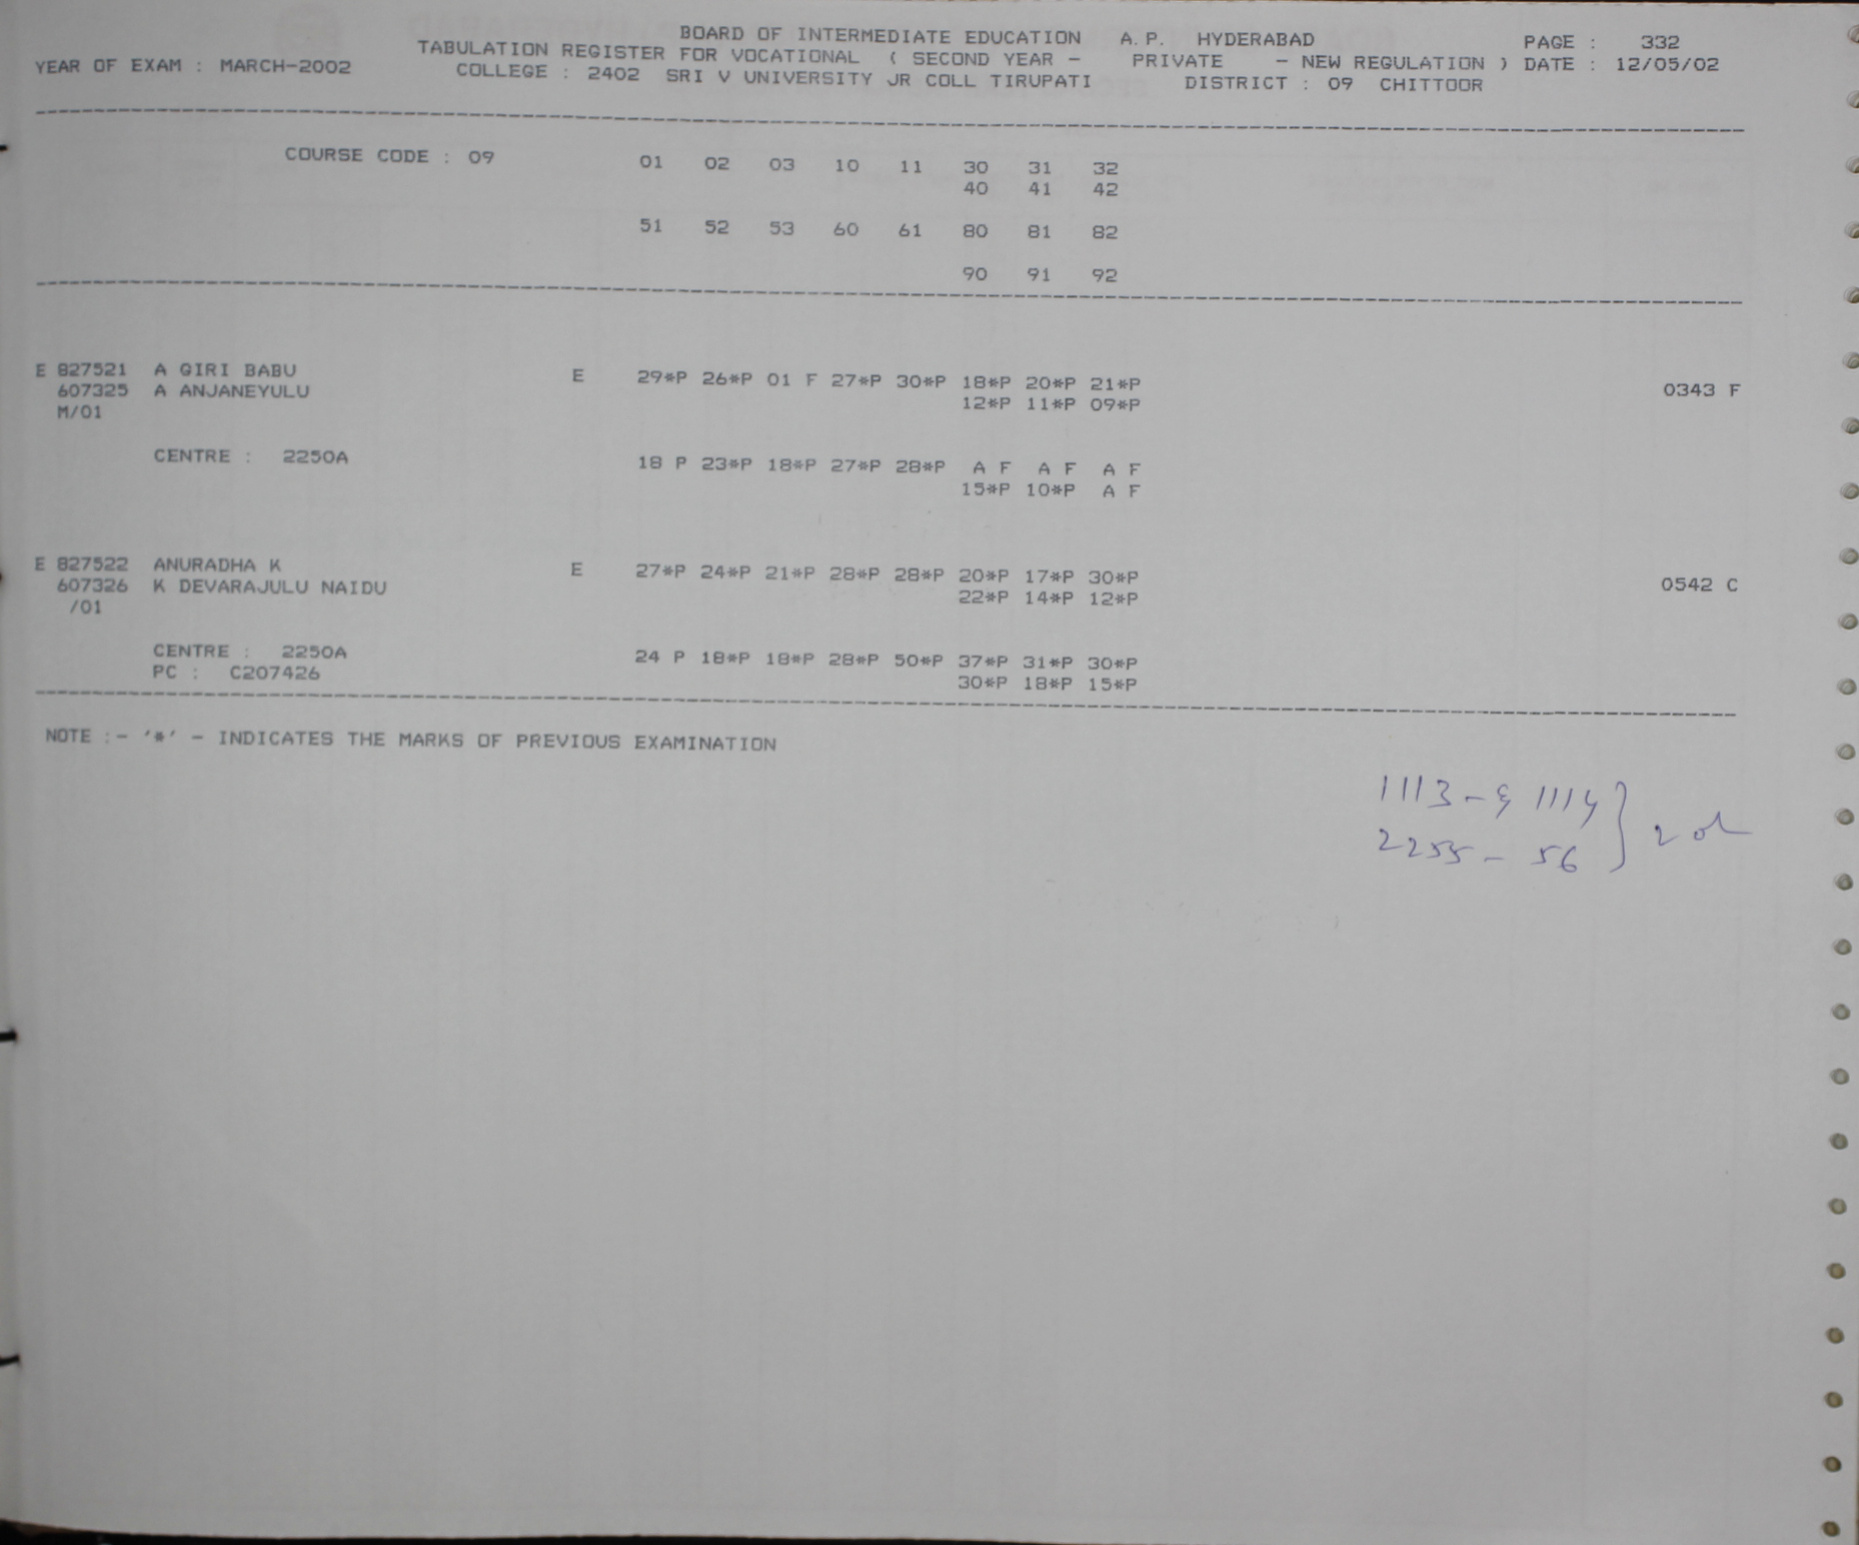 BOARD OF INTERMEDIATE EDUCATION A.P. HYDERABAD PAGE : 332
YEAR OF EXAM : MARCH-2002 TABULATION REGISTER FOR VOCATIONAL ( SECOND YEAR - PRIVATE - NEW REGULATION ) DATE : 12/05/02
COLLEGE : 2402 SRI V UNIVERSITY JR COLL TIRUPATI DISTRICT : 09 CHITTOOR
COURSE CODE : 09 01 02 03 10 11 30 31 32
40 41 42
51 52 53 60 61 80 81 82
90 91 92
E 827521 A GIRI BABU E 29*P 26*P 01 F 27*P 30*P 18*P 20*P 21*P 0343 F
607325 A ANJANEYULU 12*P 11*P 09*P
M/01
CENTRE : 2250A 18 P 23*P 18*P 27*P 28*P A F A F A F
15*P 10*P A F
E 827522 ANURADHA K E 27*P 24*P 21*P 28*P 28*P 20*P 17*P 30*P 0542 C
607326 K DEVARAJULU NAIDU 22*P 14*P 12*P
/01
CENTRE : 2250A 24 P 18*P 18*P 28*P 50*P 37*P 31*P 30*P
PC : C207426 30*P 18*P 15*P
NOTE :- '*' - INDICATES THE MARKS OF PREVIOUS EXAMINATION
1113 - & 1114
2255 - 56